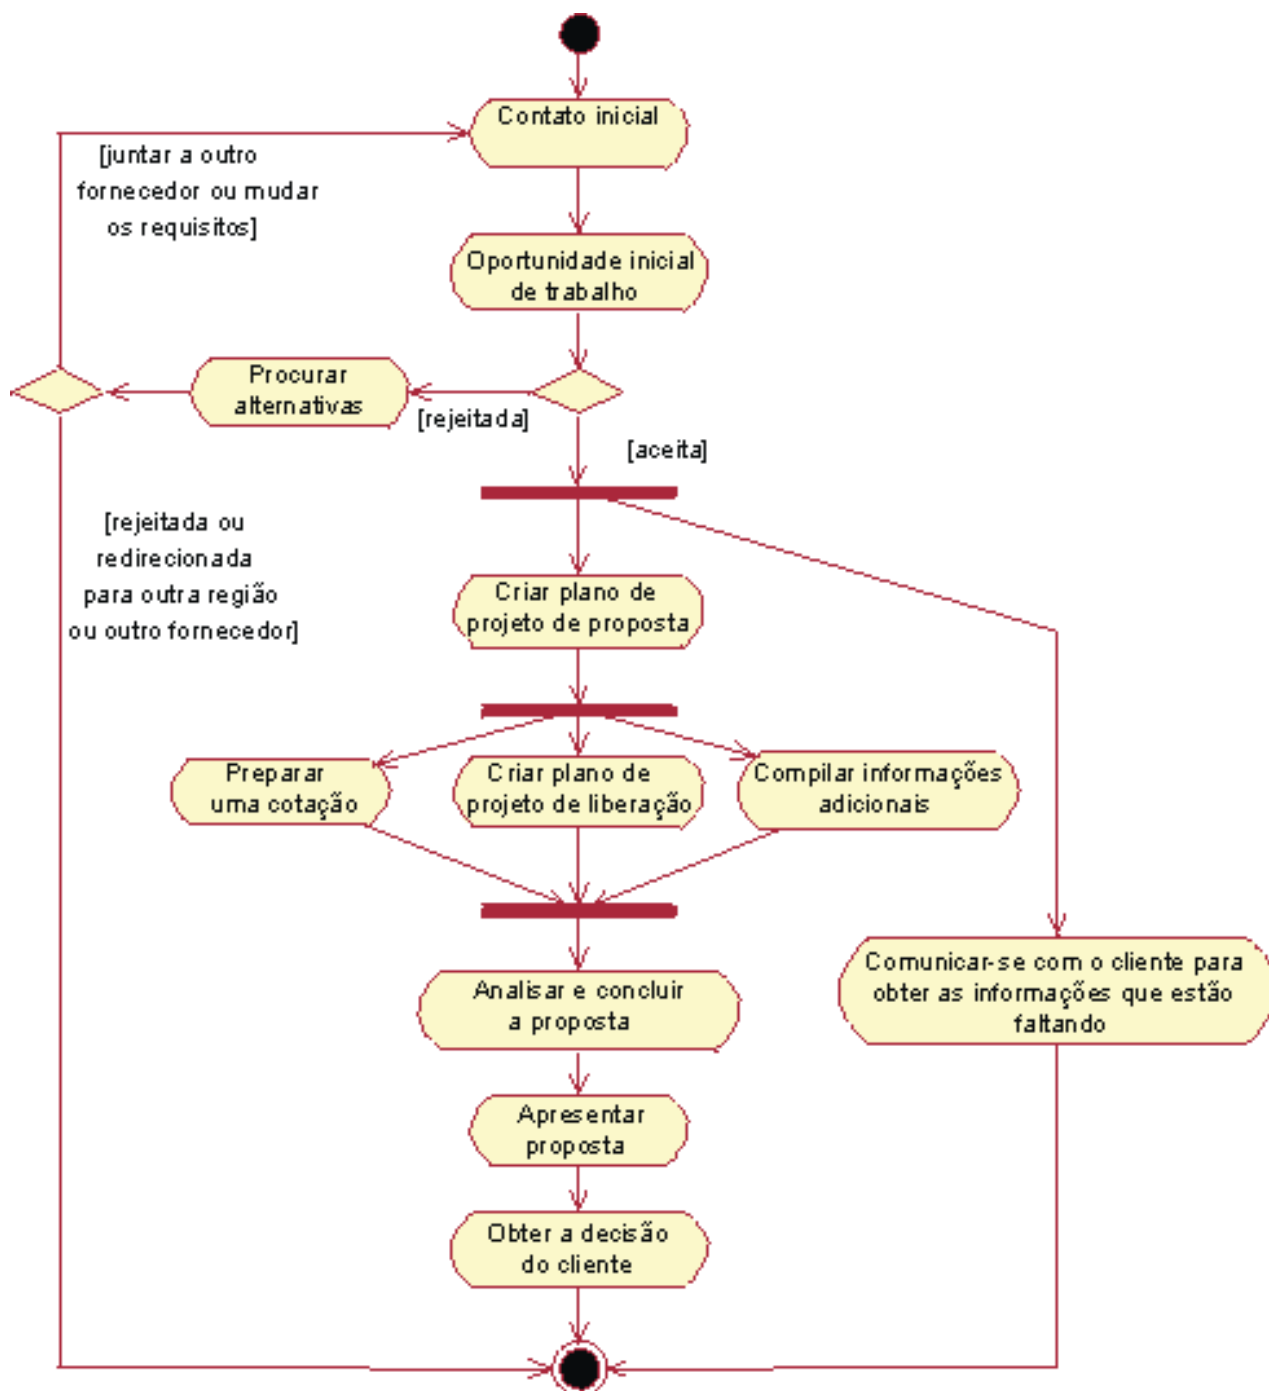 Contato inicial
[juntar a outro
fornecedor ou mudar
os requisitos]
Oportunidade inicial
de trabalho
Procurar
alternativas
[rejeitada]
[aceita]
[rejeitada ou
redirecionada
para outra região
ou outro fornecedor]
Criar plano de
projeto de proposta
Preparar
uma cotação
Criar plano de
projeto de liberação
Compilar informações
adicionais
Analisar e concluir
a proposta
Comunicar-se com o cliente para
obter as informações que estão
faltando
Apresentar
proposta
Obter a decisão
do cliente